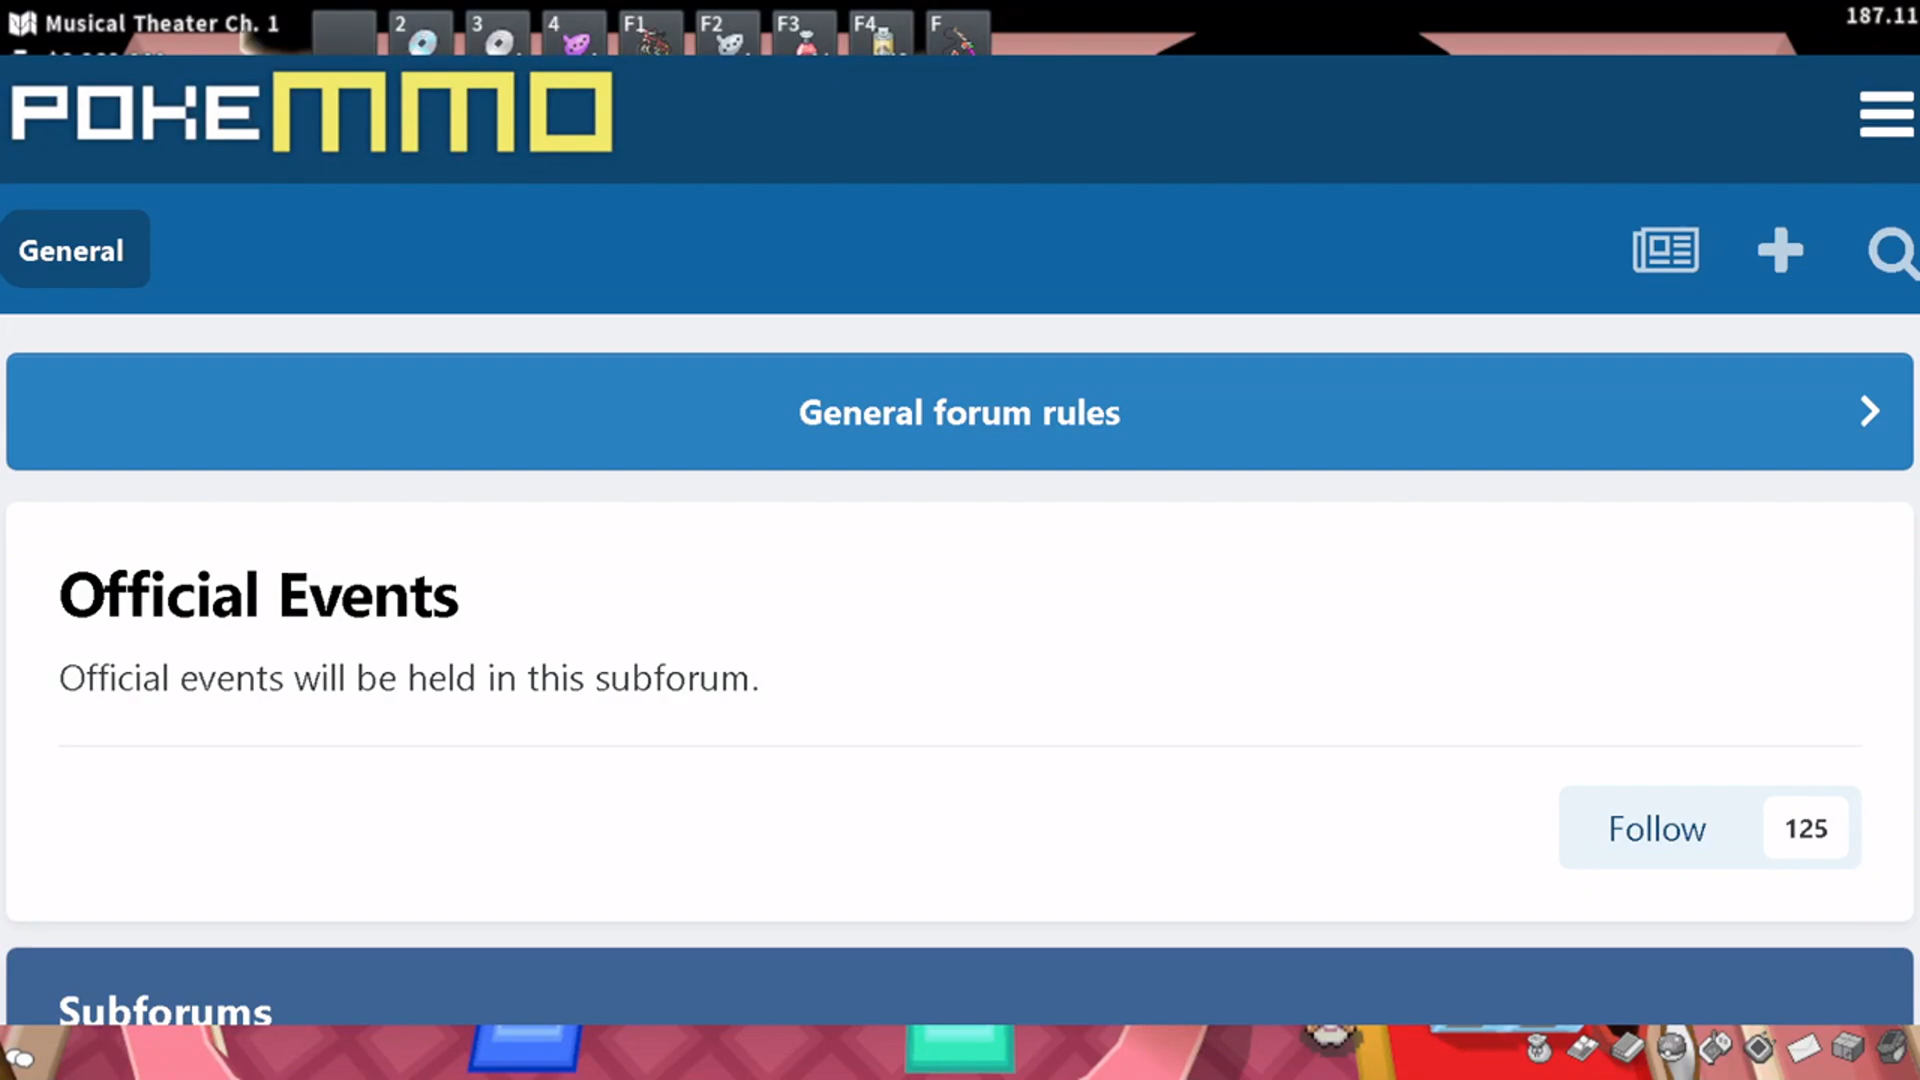 Musical Theater Ch. 1
2 3 4 F1 F2 F3 F4 F
187.11
POKEMMO
General
General forum rules
Official Events
Official events will be held in this subforum.
Follow 125
Subforums